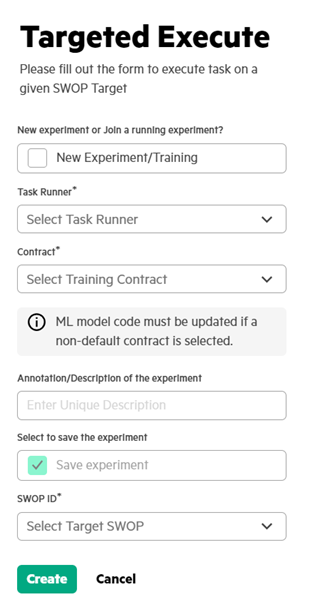 Targeted Execute
Please fill out the form to execute task on a
given SWOP Target
New experiment or Join a running experiment?
New Experiment/Training
Task Runner*
Select Task Runner
Contract*
Select Training Contract
ML model code must be updated if a
non-default contract is selected.
Annotation/Description of the experiment
Enter Unique Description
Select to save the experiment
Save experiment
SWOP ID*
Select Target SWOP
Create Cancel